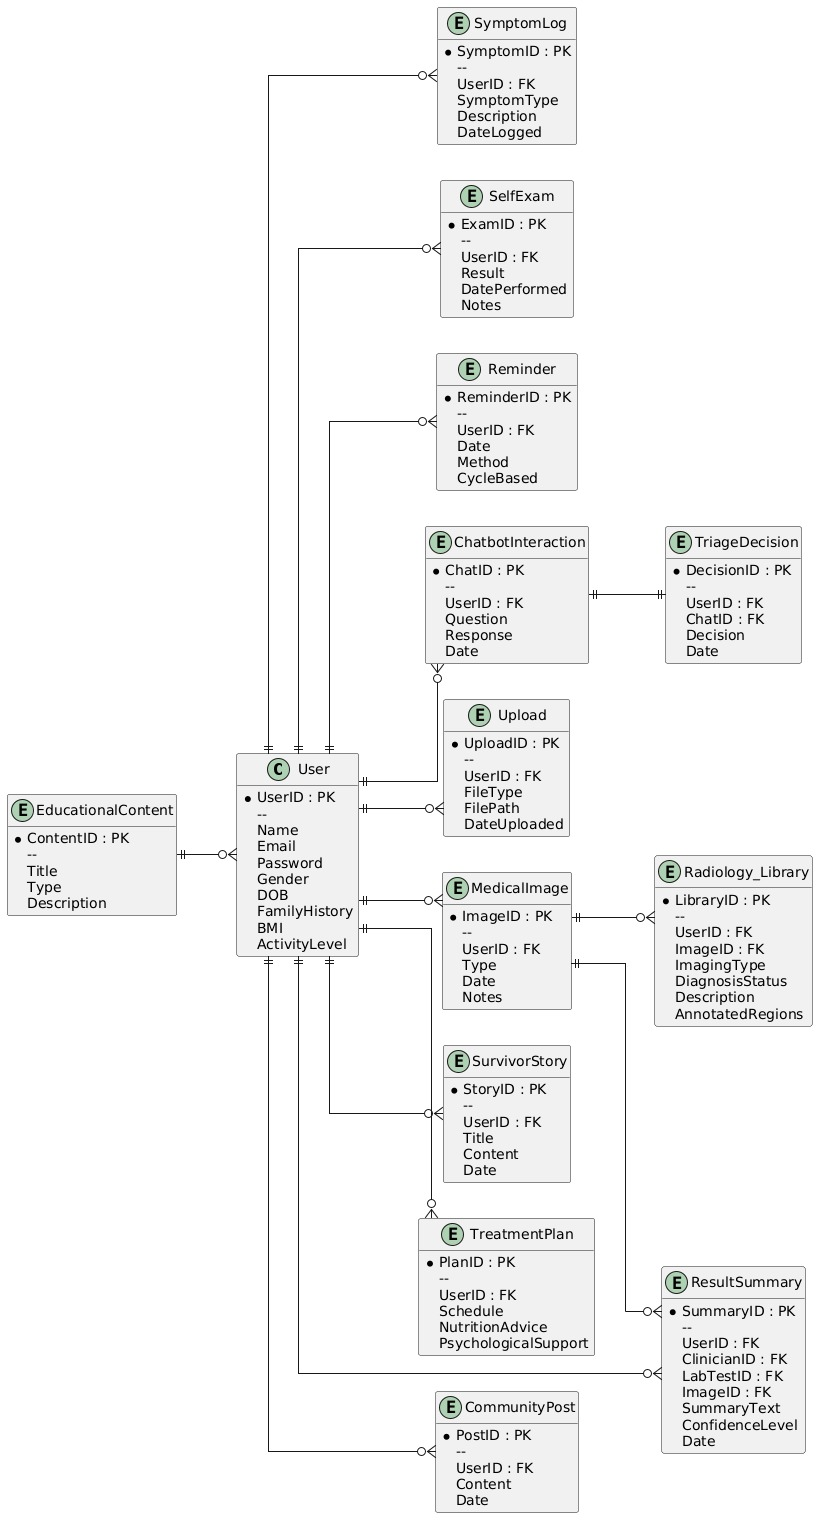 E SymptomLog
SymptomID : PK
--
UserID : FK
SymptomType
Description
DateLogged
E SelfExam
ExamID : PK
--
UserID : FK
Result
DatePerformed
Notes
E Reminder
ReminderID : PK
--
UserID : FK
Date
Method
CycleBased
E ChatbotInteraction
ChatID : PK
--
UserID : FK
Question
Response
Date
E TriageDecision
DecisionID : PK
--
UserID : FK
ChatID : FK
Decision
Date
E Upload
UploadID : PK
--
UserID : FK
FileType
FilePath
DateUploaded
C User
UserID : PK
--
Name
Email
Password
Gender
DOB
FamilyHistory
BMI
ActivityLevel
E EducationalContent
ContentID : PK
--
Title
Type
Description
E MedicalImage
ImageID : PK
--
UserID : FK
Type
Date
Notes
E Radiology_Library
LibraryID : PK
--
UserID : FK
ImageID : FK
ImagingType
DiagnosisStatus
Description
AnnotatedRegions
E SurvivorStory
StoryID : PK
--
UserID : FK
Title
Content
Date
E TreatmentPlan
PlanID : PK
--
UserID : FK
Schedule
NutritionAdvice
PsychologicalSupport
E ResultSummary
SummaryID : PK
--
UserID : FK
ClinicianID : FK
LabTestID : FK
ImageID : FK
SummaryText
ConfidenceLevel
Date
E CommunityPost
PostID : PK
--
UserID : FK
Content
Date